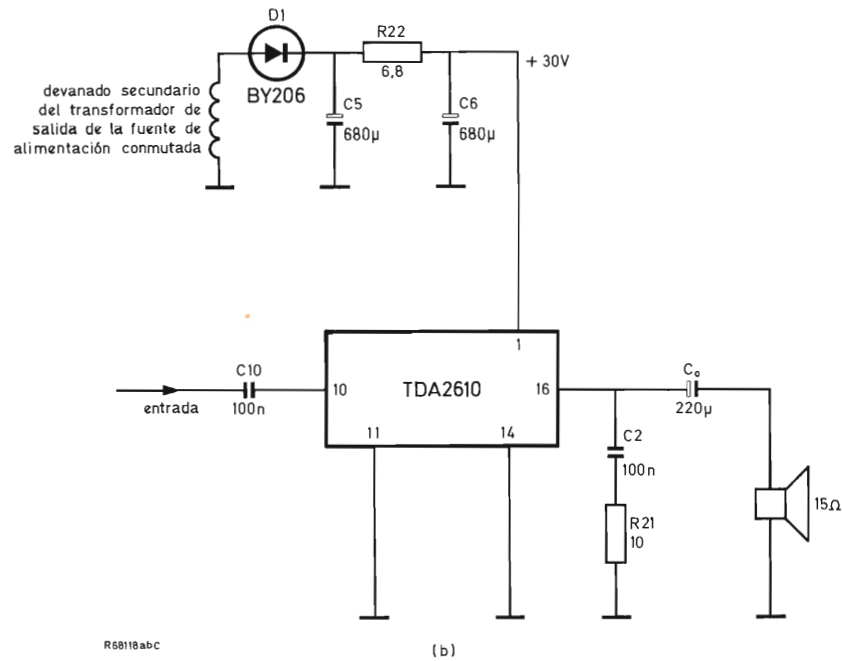 D1
BY206
R22
6,8
+ 30V
devanado secundario
del transformador de
salida de la fuente de
alimentación conmutada
C5
680µ
C6
680µ
1
C10
100n
entrada
10
TDA2610
16
11
14
Co
220µ
C2
100n
R21
10
15Ω
R68118abC
(b)